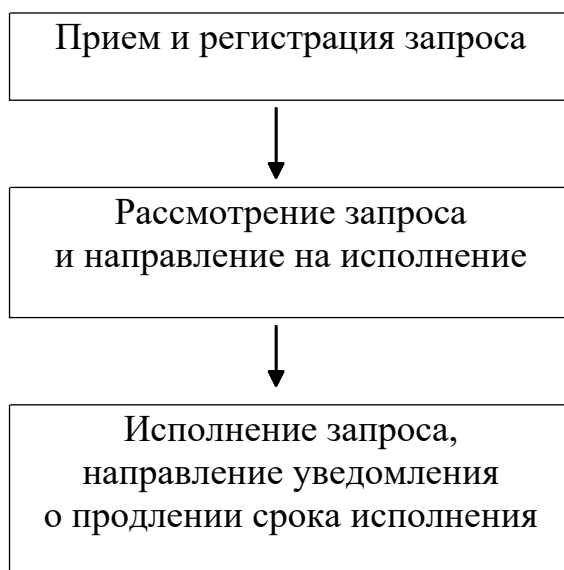 Прием и регистрация запроса
Рассмотрение запроса
и направление на исполнение
Исполнение запроса,
направление уведомления
о продлении срока исполнения